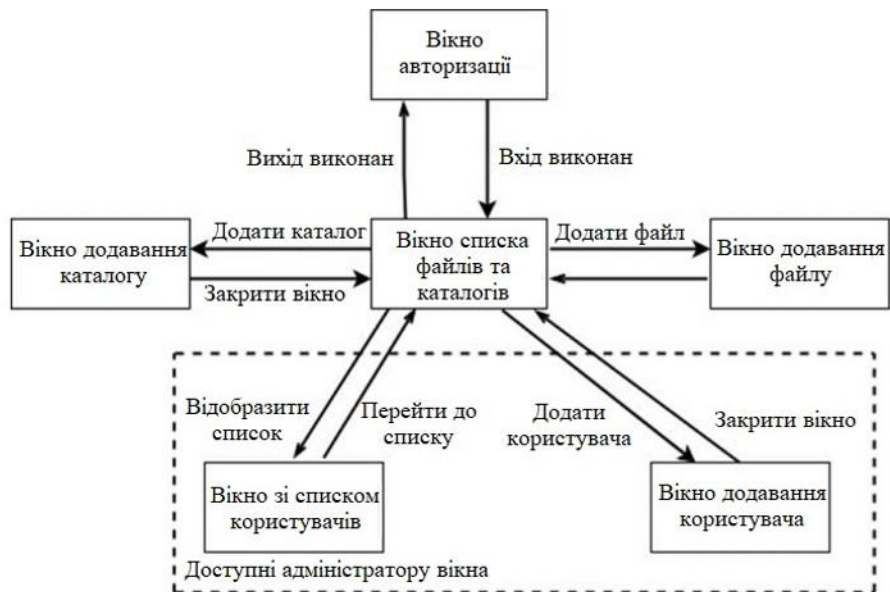 Вікно
авторизації
Вихід виконан
Вхід виконан
Вікно додавання
каталогу
Додати каталог
Закрити вікно
Вікно списка
файлів та
каталогів
Додати файл
Вікно додавання
файлу
Відобразити
список
Перейти до
списку
Додати
користувача
Закрити вікно
Вікно зі списком
користувачів
Вікно додавання
користувача
Доступні адміністратору вікна